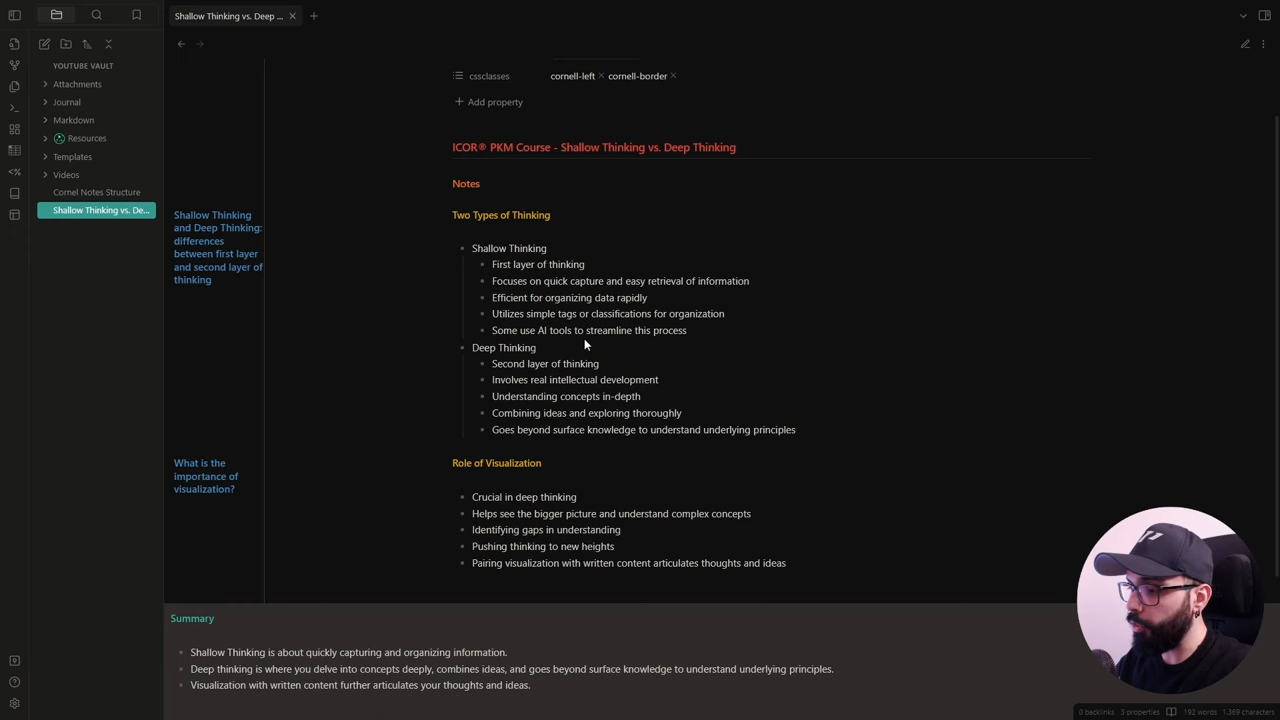 Shallow Thinking vs. Deep ...
YOUTUBE VAULT
Attachments
Journal
Markdown
Resources
Templates
Videos
Cornel Notes Structure
Shallow Thinking vs. De...
cssclasses
cornell-left × cornell-border ×
+ Add property
ICOR® PKM Course - Shallow Thinking vs. Deep Thinking
Notes
Shallow Thinking
and Deep Thinking:
differences
between first layer
and second layer of
thinking
Two Types of Thinking
Shallow Thinking
First layer of thinking
Focuses on quick capture and easy retrieval of information
Efficient for organizing data rapidly
Utilizes simple tags or classifications for organization
Some use AI tools to streamline this process
Deep Thinking
Second layer of thinking
Involves real intellectual development
Understanding concepts in-depth
Combining ideas and exploring thoroughly
Goes beyond surface knowledge to understand underlying principles
What is the
importance of
visualization?
Role of Visualization
Crucial in deep thinking
Helps see the bigger picture and understand complex concepts
Identifying gaps in understanding
Pushing thinking to new heights
Pairing visualization with written content articulates thoughts and ideas
Summary
Shallow Thinking is about quickly capturing and organizing information.
Deep thinking is where you delve into concepts deeply, combines ideas, and goes beyond surface knowledge to understand underlying principles.
Visualization with written content further articulates your thoughts and ideas.
0 backlinks 3 properties 192 words 1,369 characters